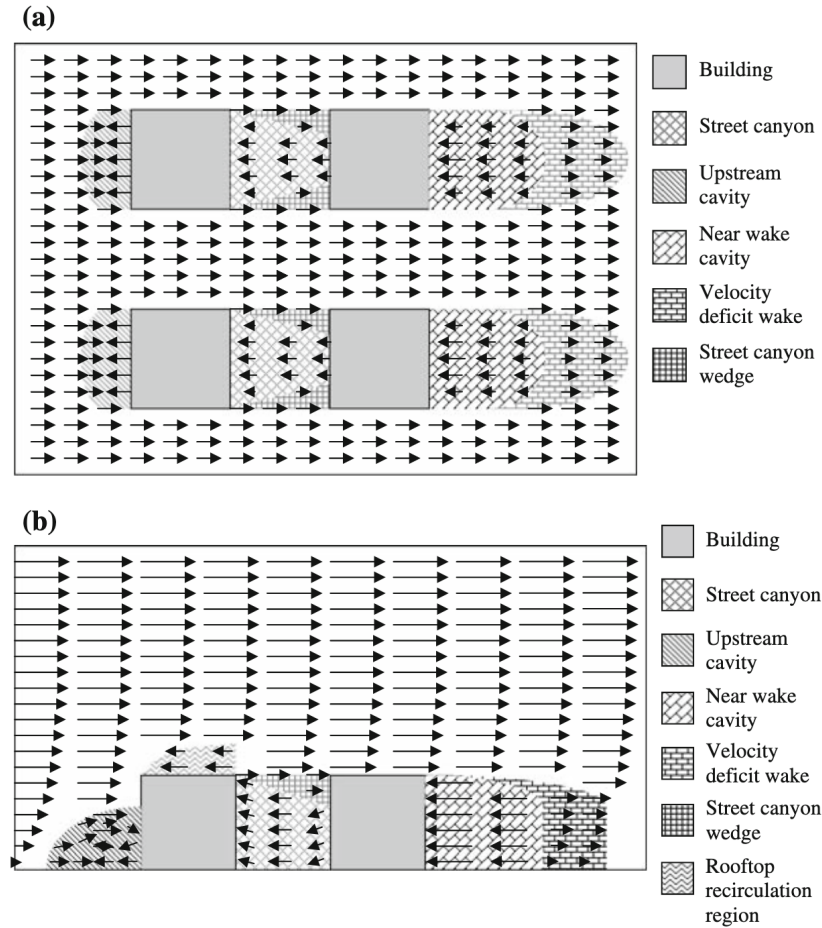 (a)
Building
Street canyon
Upstream
cavity
Near wake
cavity
Velocity
deficit wake
Street canyon
wedge
(b)
Building
Street canyon
Upstream
cavity
Near wake
cavity
Velocity
deficit wake
Street canyon
wedge
Rooftop
recirculation
region